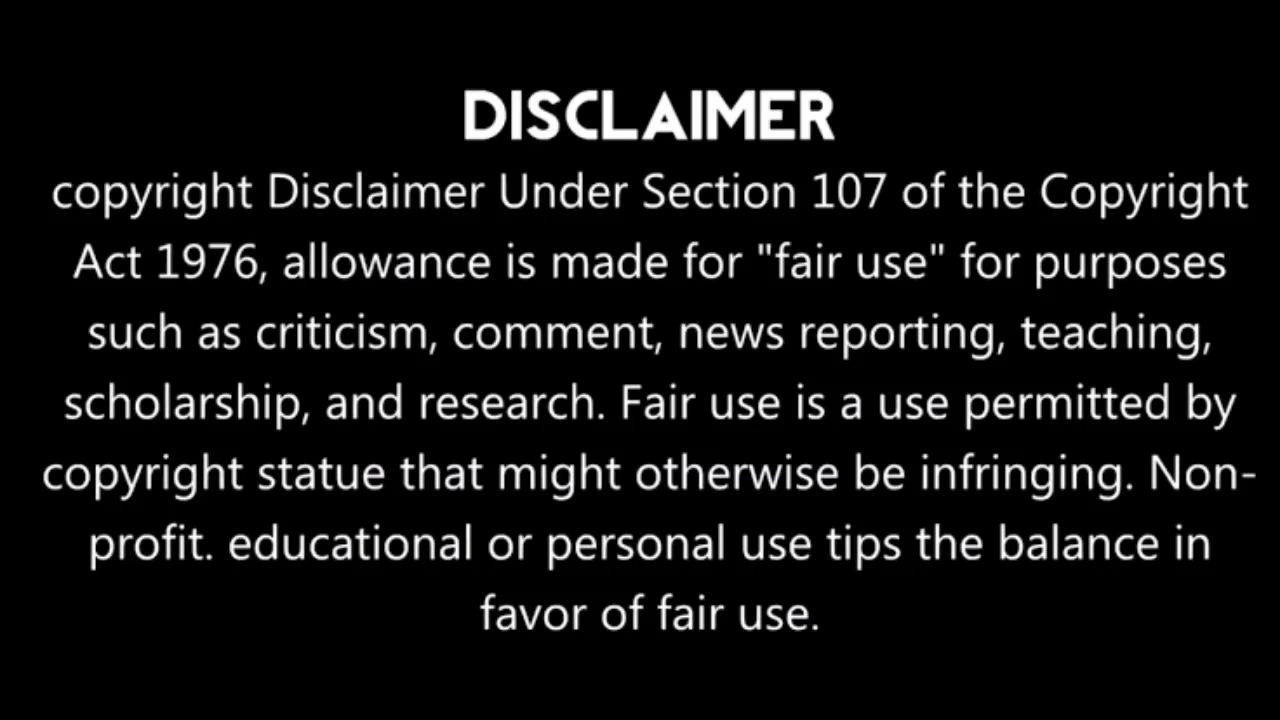 DISCLAIMER
copyright Disclaimer Under Section 107 of the Copyright
Act 1976, allowance is made for "fair use" for purposes
such as criticism, comment, news reporting, teaching,
scholarship, and research. Fair use is a use permitted by
copyright statue that might otherwise be infringing. Non-
profit. educational or personal use tips the balance in
favor of fair use.